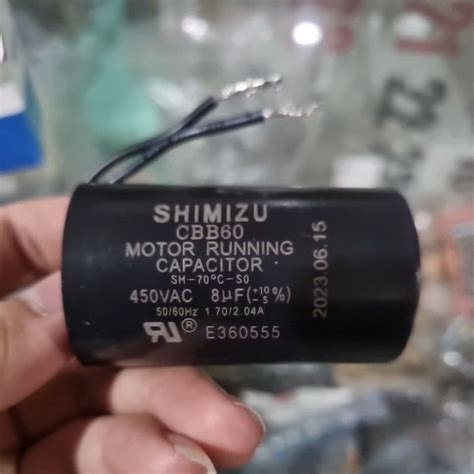 SHIMIZU
CBB60
MOTOR RUNNING
CAPACITOR
SH-70°C-S0
450VAC 8µF(+10 -5 %)
50/60Hz 1.70/2.04A
RU® E360555
2023.06.15